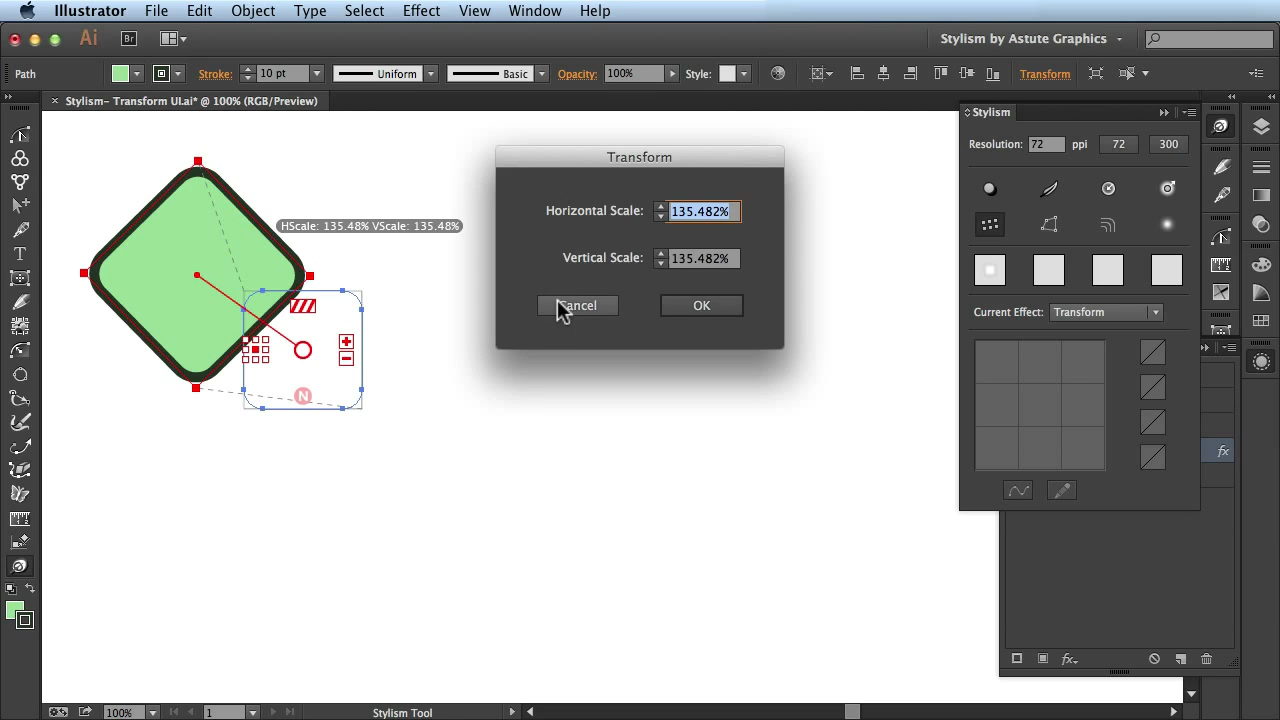 Illustrator File Edit Object Type Select Effect View Window Help
Ai Br Stylism by Astute Graphics
Path Stroke: 10 pt Uniform Basic Opacity: 100% Style: Transform
× Stylism- Transform UI.ai* @ 100% (RGB/Preview)
Stylism
Resolution: 72 ppi 72 300
Transform
Horizontal Scale: 135.482%
HScale: 135.48% VScale: 135.48%
Vertical Scale: 135.482%
Cancel OK
Current Effect: Transform
N
T
fx
fx
100% 1 Stylism Tool